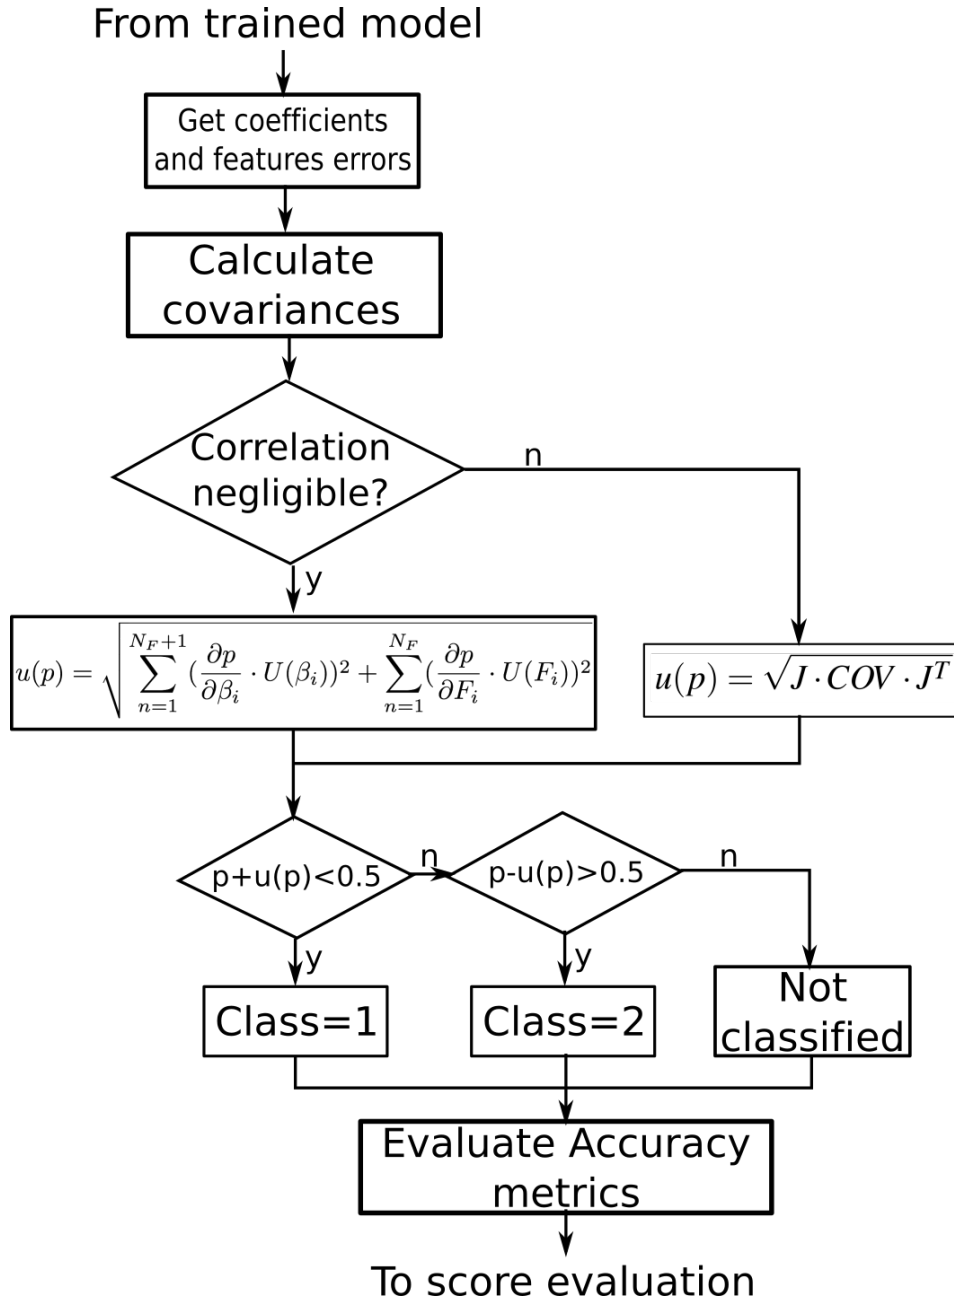 From trained model
Get coefficients
and features errors
Calculate
covariances
Correlation
negligible?
n
y
u(p) = √(∑_{n=1}^{N_F+1} (∂p/∂β_i · U(β_i))² + ∑_{n=1}^{N_F} (∂p/∂F_i · U(F_i))²)
u(p) = √(J · COV · J^T)
p+u(p)<0.5
n
p-u(p)>0.5
n
y
y
Class=1
Class=2
Not
classified
Evaluate Accuracy
metrics
To score evaluation